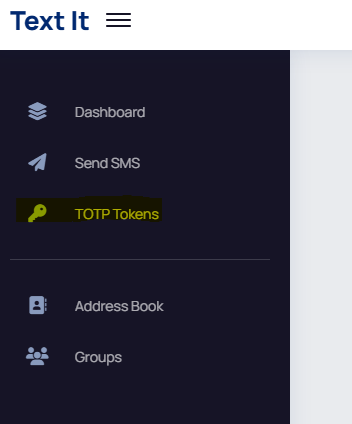 Text It
Dashboard
Send SMS
TOTP Tokens
Address Book
Groups